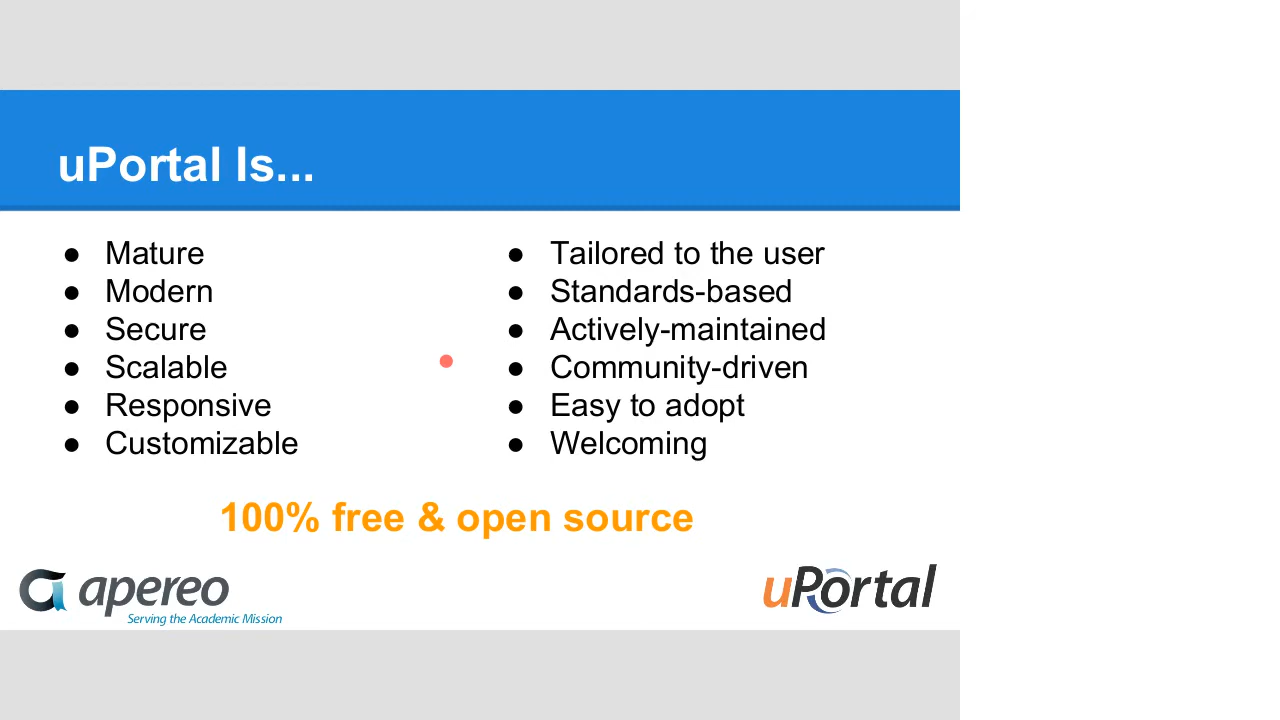 uPortal Is...
● Mature
● Modern
● Secure
● Scalable
● Responsive
● Customizable
● Tailored to the user
● Standards-based
● Actively-maintained
● Community-driven
● Easy to adopt
● Welcoming
100% free & open source
apereo
Serving the Academic Mission
uPortal